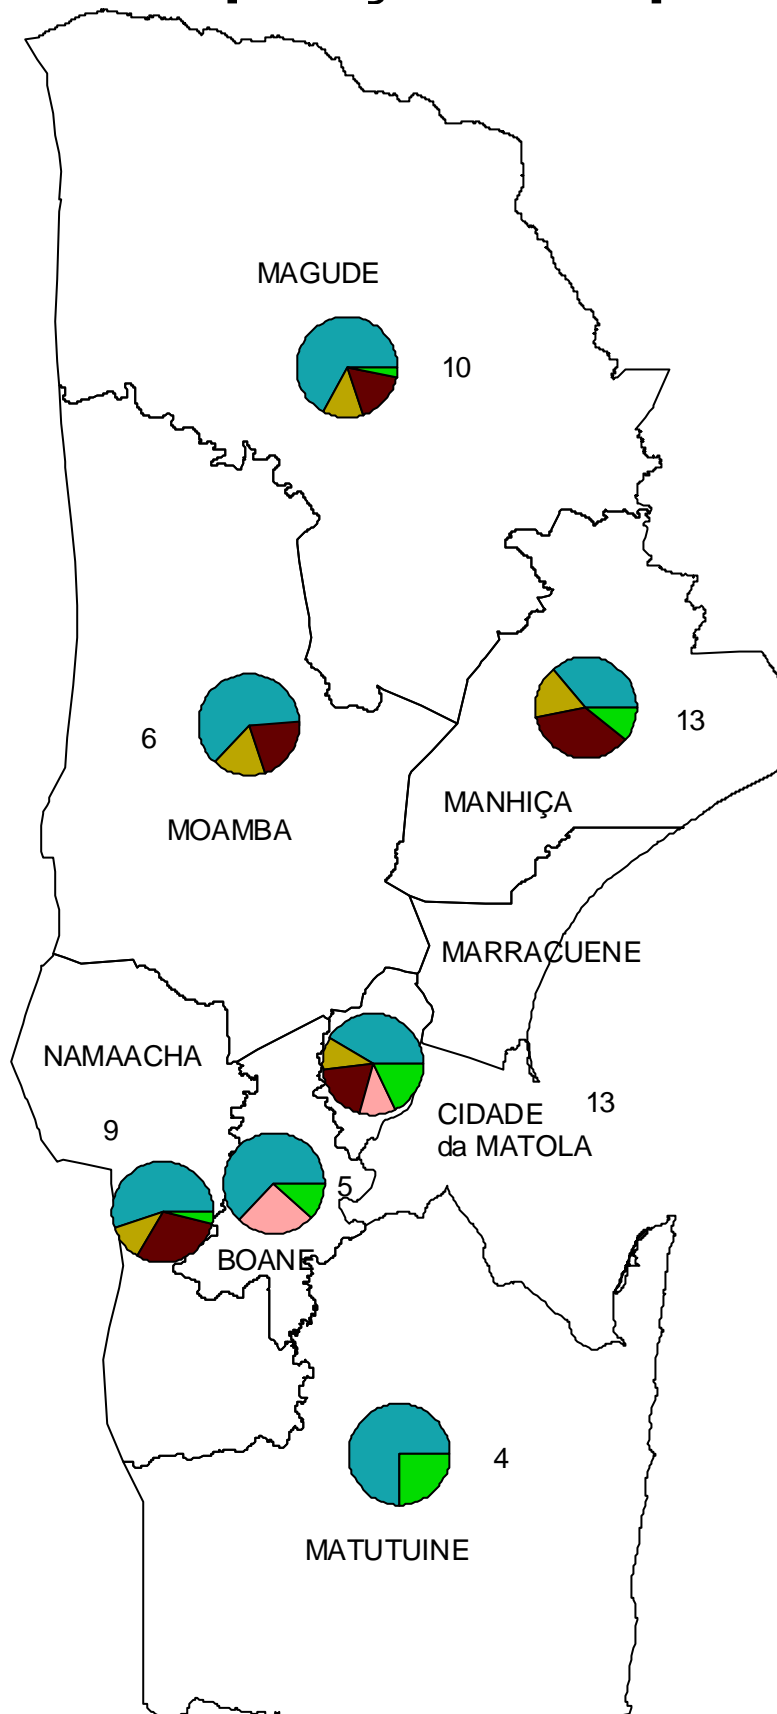 MAGUDE
10
6
13
MOAMBA
MANHIÇA
MARRACUENE
NAMAACHA
9
13
CIDADE
da MATOLA
5
BOANE
4
MATUTUINE